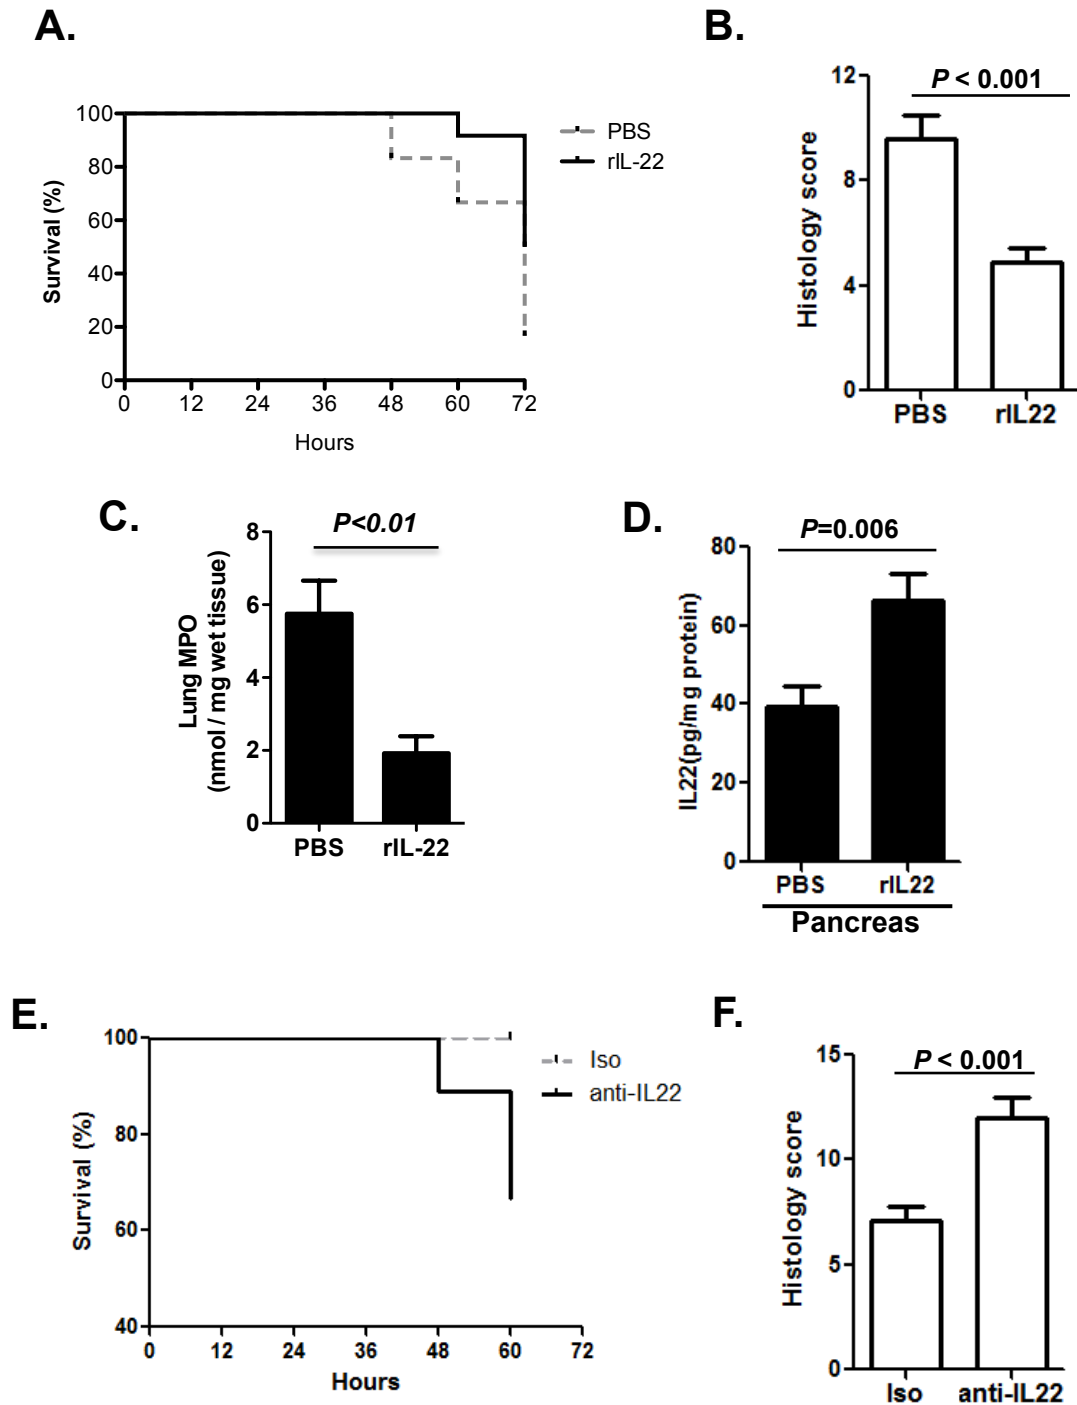 A.
100
80
60
40
20
0
Survival (%)
0 12 24 36 48 60 72
Hours
PBS
rIL-22
B.
12
8
4
0
Histology score
P < 0.001
PBS rIL22
C.
8
6
4
2
0
Lung MPO
(nmol / mg wet tissue)
P<0.01
PBS rIL-22
D.
80
60
40
20
0
IL22(pg/mg protein)
P=0.006
PBS rIL22
Pancreas
E.
100
80
60
40
Survival (%)
0 12 24 36 48 60 72
Hours
Iso
anti-IL22
F.
15
10
5
0
Histology score
P < 0.001
Iso anti-IL22